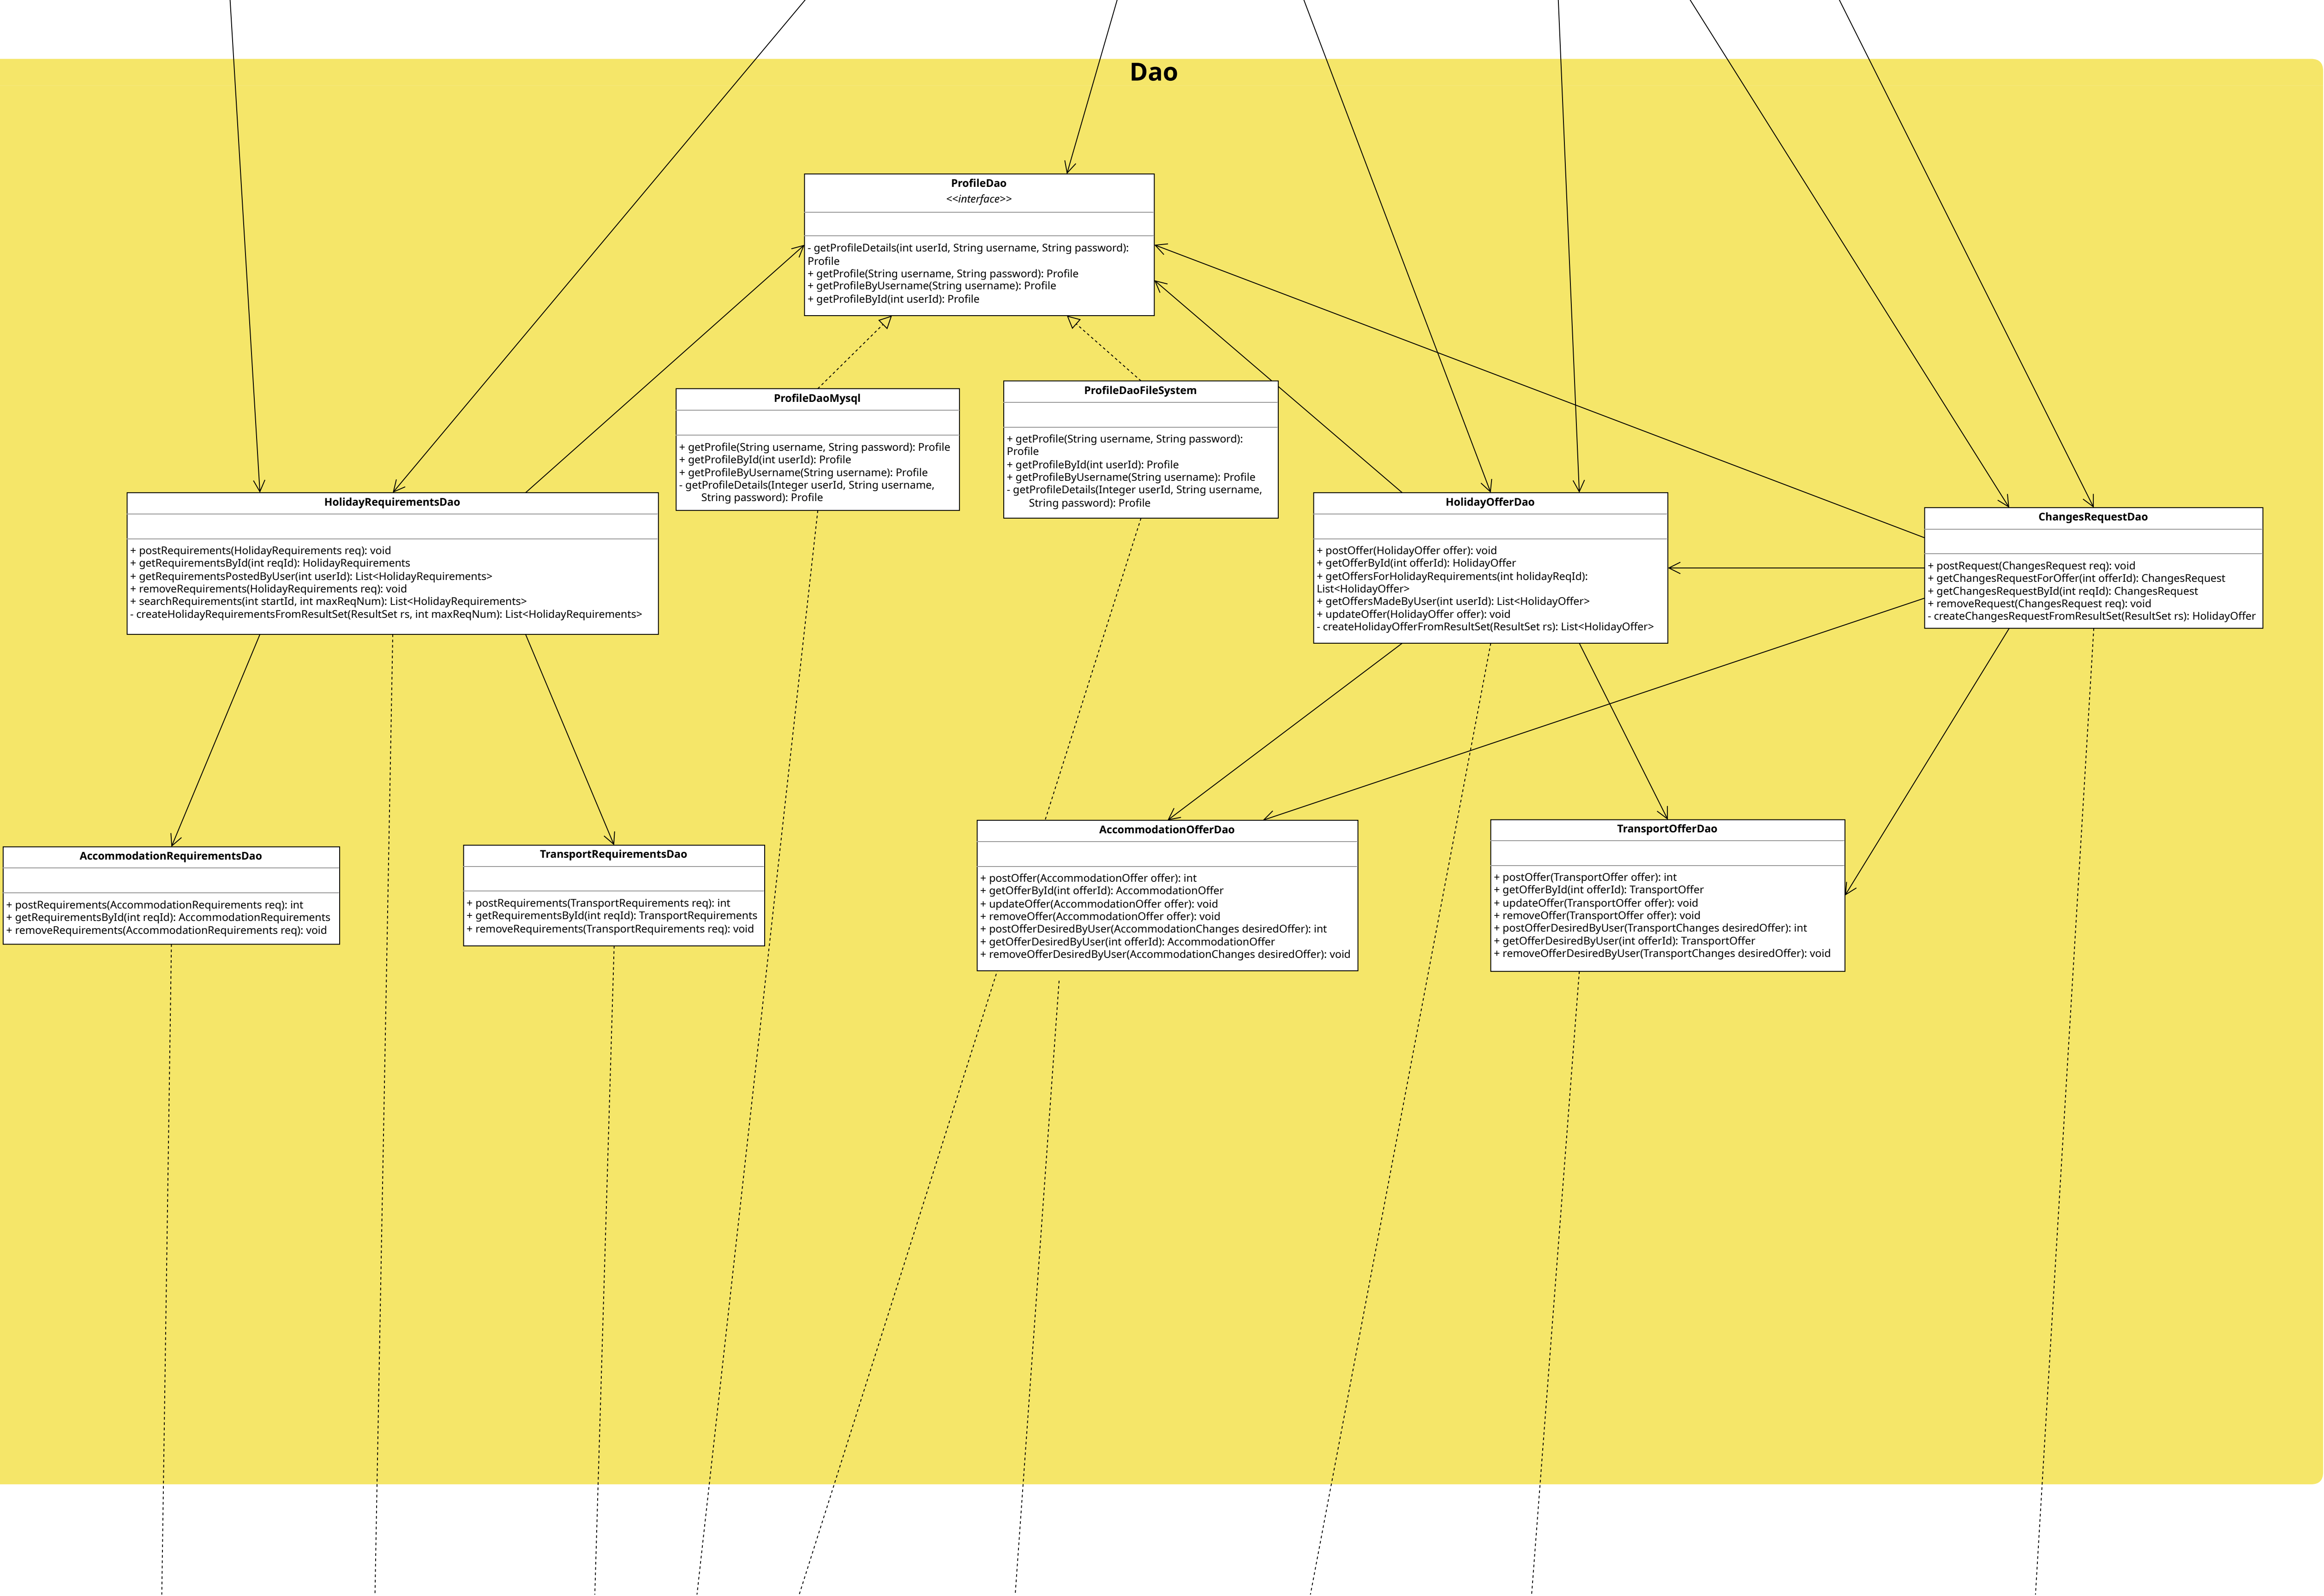 Dao
ProfileDao
<<interface>>
- getProfileDetails(int userId, String username, String password):
Profile
+ getProfile(String username, String password): Profile
+ getProfileByUsername(String username): Profile
+ getProfileById(int userId): Profile
ProfileDaoMysql
+ getProfile(String username, String password): Profile
+ getProfileById(int userId): Profile
+ getProfileByUsername(String username): Profile
- getProfileDetails(Integer userId, String username,
String password): Profile
ProfileDaoFileSystem
+ getProfile(String username, String password):
Profile
+ getProfileById(int userId): Profile
+ getProfileByUsername(String username): Profile
- getProfileDetails(Integer userId, String username,
String password): Profile
HolidayRequirementsDao
+ postRequirements(HolidayRequirements req): void
+ getRequirementsById(int reqId): HolidayRequirements
+ getRequirementsPostedByUser(int userId): List<HolidayRequirements>
+ removeRequirements(HolidayRequirements req): void
+ searchRequirements(int startId, int maxReqNum): List<HolidayRequirements>
- createHolidayRequirementsFromResultSet(ResultSet rs, int maxReqNum): List<HolidayRequirements>
HolidayOfferDao
+ postOffer(HolidayOffer offer): void
+ getOfferById(int offerId): HolidayOffer
+ getOffersForHolidayRequirements(int holidayReqId):
List<HolidayOffer>
+ getOffersMadeByUser(int userId): List<HolidayOffer>
+ updateOffer(HolidayOffer offer): void
- createHolidayOfferFromResultSet(ResultSet rs): List<HolidayOffer>
ChangesRequestDao
+ postRequest(ChangesRequest req): void
+ getChangesRequestForOffer(int offerId): ChangesRequest
+ getChangesRequestById(int reqId): ChangesRequest
+ removeRequest(ChangesRequest req): void
- createChangesRequestFromResultSet(ResultSet rs): HolidayOffer
AccommodationRequirementsDao
+ postRequirements(AccommodationRequirements req): int
+ getRequirementsById(int reqId): AccommodationRequirements
+ removeRequirements(AccommodationRequirements req): void
TransportRequirementsDao
+ postRequirements(TransportRequirements req): int
+ getRequirementsById(int reqId): TransportRequirements
+ removeRequirements(TransportRequirements req): void
AccommodationOfferDao
+ postOffer(AccommodationOffer offer): int
+ getOfferById(int offerId): AccommodationOffer
+ updateOffer(AccommodationOffer offer): void
+ removeOffer(AccommodationOffer offer): void
+ postOfferDesiredByUser(AccommodationChanges desiredOffer): int
+ getOfferDesiredByUser(int offerId): AccommodationOffer
+ removeOfferDesiredByUser(AccommodationChanges desiredOffer): void
TransportOfferDao
+ postOffer(TransportOffer offer): int
+ getOfferById(int offerId): TransportOffer
+ updateOffer(TransportOffer offer): void
+ removeOffer(TransportOffer offer): void
+ postOfferDesiredByUser(TransportChanges desiredOffer): int
+ getOfferDesiredByUser(int offerId): TransportOffer
+ removeOfferDesiredByUser(TransportChanges desiredOffer): void